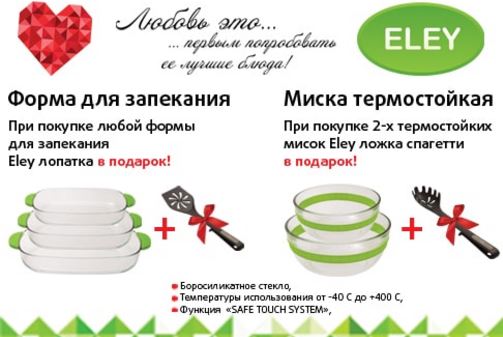 Любовь это...
... первым попробовать
ее лучшие блюда!
ELEY
Форма для запекания
При покупке любой формы
для запекания
Eley лопатка в подарок!
Миска термостойкая
При покупке 2-х термостойких
мисок Eley ложка спагетти
в подарок!
+
+
Боросиликатное стекло,
Температуры использования от -40 С до +400 С,
Функция «SAFE TOUCH SYSTEM»,